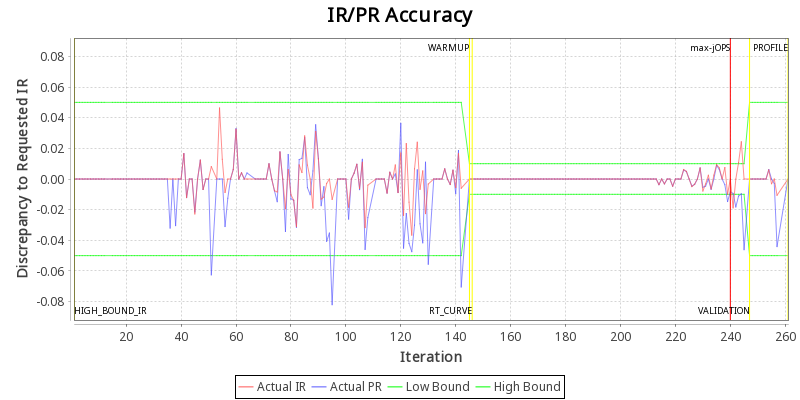 IR/PR Accuracy
Discrepancy to Requested IR
0.08
0.06
0.04
0.02
0.00
-0.02
-0.04
-0.06
-0.08
WARMUP
max-jOPS
PROFILE
HIGH_BOUND_IR
RT_CURVE
VALIDATION
20 40 60 80 100 120 140 160 180 200 220 240 260
Iteration
Actual IR Actual PR Low Bound High Bound